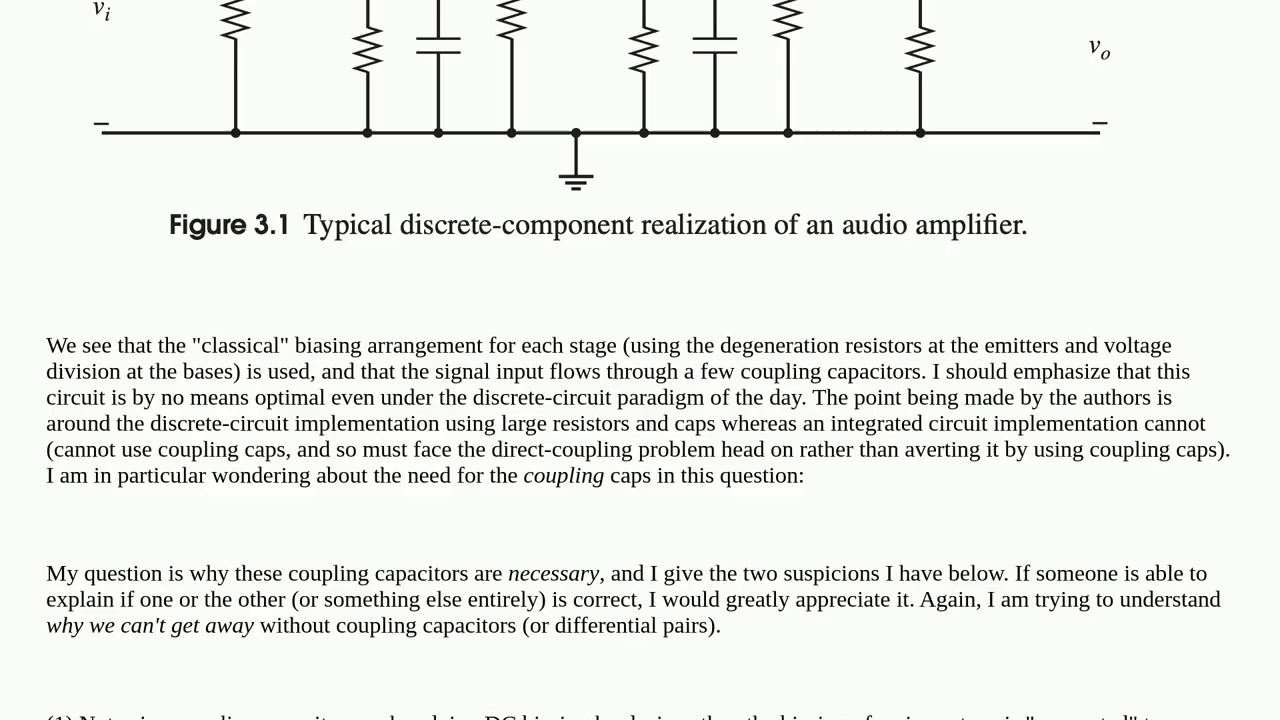 vi
vo
Figure 3.1 Typical discrete-component realization of an audio amplifier.
We see that the "classical" biasing arrangement for each stage (using the degeneration resistors at the emitters and voltage
division at the bases) is used, and that the signal input flows through a few coupling capacitors. I should emphasize that this
circuit is by no means optimal even under the discrete-circuit paradigm of the day. The point being made by the authors is
around the discrete-circuit implementation using large resistors and caps whereas an integrated circuit implementation cannot
(cannot use coupling caps, and so must face the direct-coupling problem head on rather than averting it by using coupling caps).
I am in particular wondering about the need for the coupling caps in this question:
My question is why these coupling capacitors are necessary, and I give the two suspicions I have below. If someone is able to
explain if one or the other (or something else entirely) is correct, I would greatly appreciate it. Again, I am trying to understand
why we can't get away without coupling capacitors (or differential pairs).